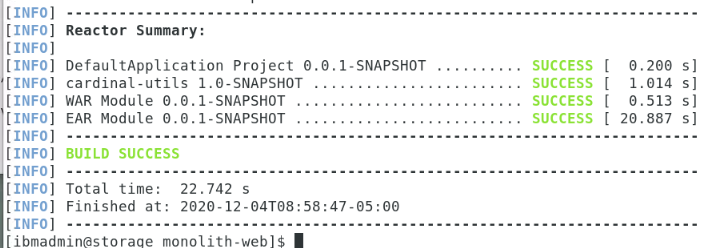 [INFO] ------------------------------------------------------------------------
[INFO] Reactor Summary:
[INFO]
[INFO] DefaultApplication Project 0.0.1-SNAPSHOT .......... SUCCESS [  0.200 s]
[INFO] cardinal-utils 1.0-SNAPSHOT ........................ SUCCESS [  1.014 s]
[INFO] WAR Module 0.0.1-SNAPSHOT .......................... SUCCESS [  0.513 s]
[INFO] EAR Module 0.0.1-SNAPSHOT .......................... SUCCESS [ 20.887 s]
[INFO] ------------------------------------------------------------------------
[INFO] BUILD SUCCESS
[INFO] ------------------------------------------------------------------------
[INFO] Total time:  22.742 s
[INFO] Finished at: 2020-12-04T08:58:47-05:00
[INFO] ------------------------------------------------------------------------
[ibmadmin@storage monolith-web]$